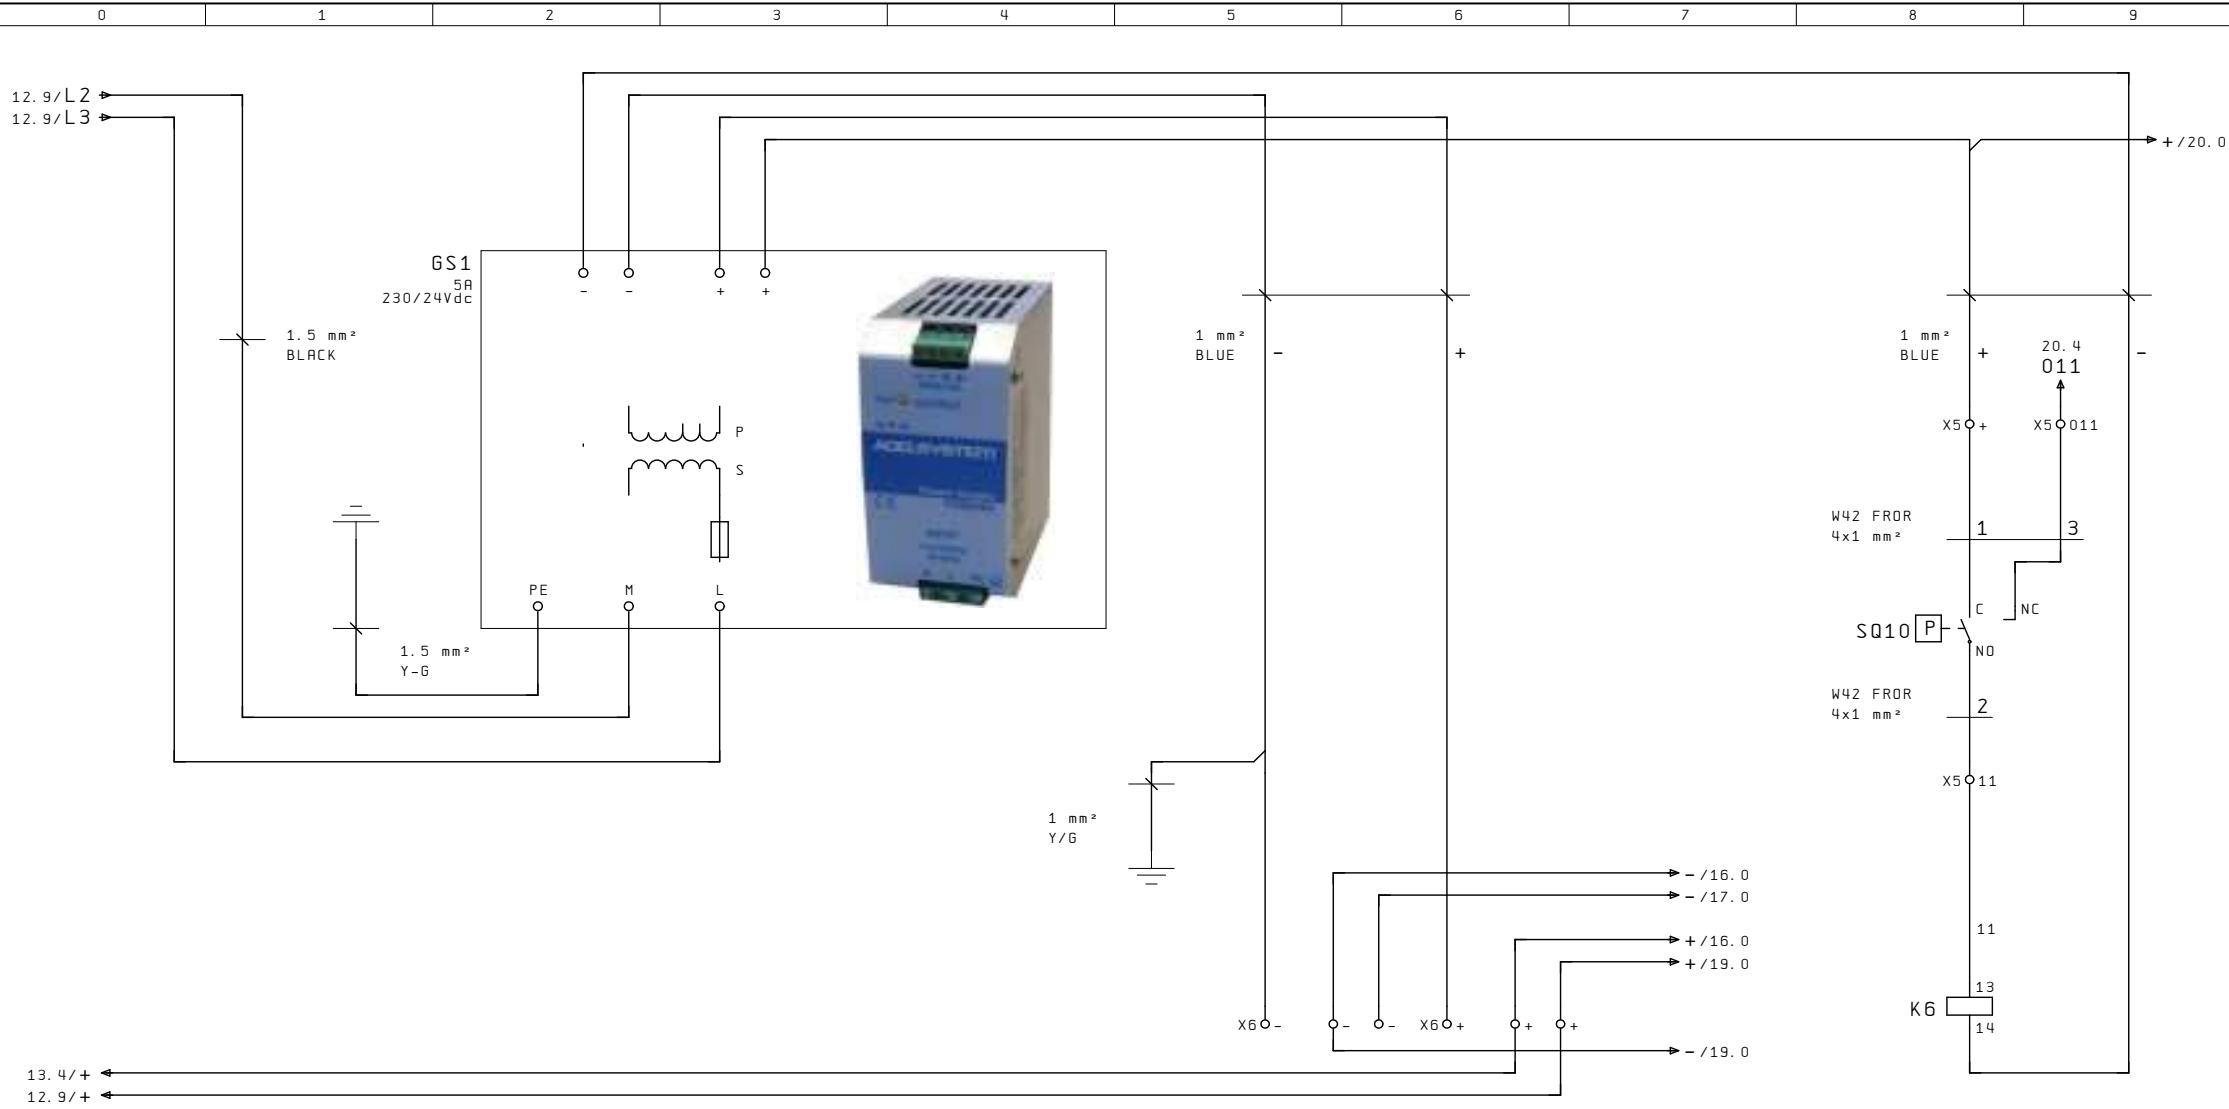 0 1 2 3 4 5 6 7 8 9
12.9/L2
12.9/L3
+/20.0
GS1
5A
230/24Vdc
- - + +
1.5 mm²
BLACK
P
S
PE M L
1.5 mm²
Y-G
1 mm²
BLUE
-
+
1 mm²
BLUE
+
20.4
O11
-
X5 +
X5 O11
W42 FROR
4x1 mm²
1
3
C
NC
SQ10 P
NO
W42 FROR
4x1 mm²
2
X5 11
1 mm²
Y/G
-/16.0
-/17.0
+/16.0
+/19.0
11
13
K6
14
X6 - - - X6 + + +
-/19.0
13.4/+
12.9/+